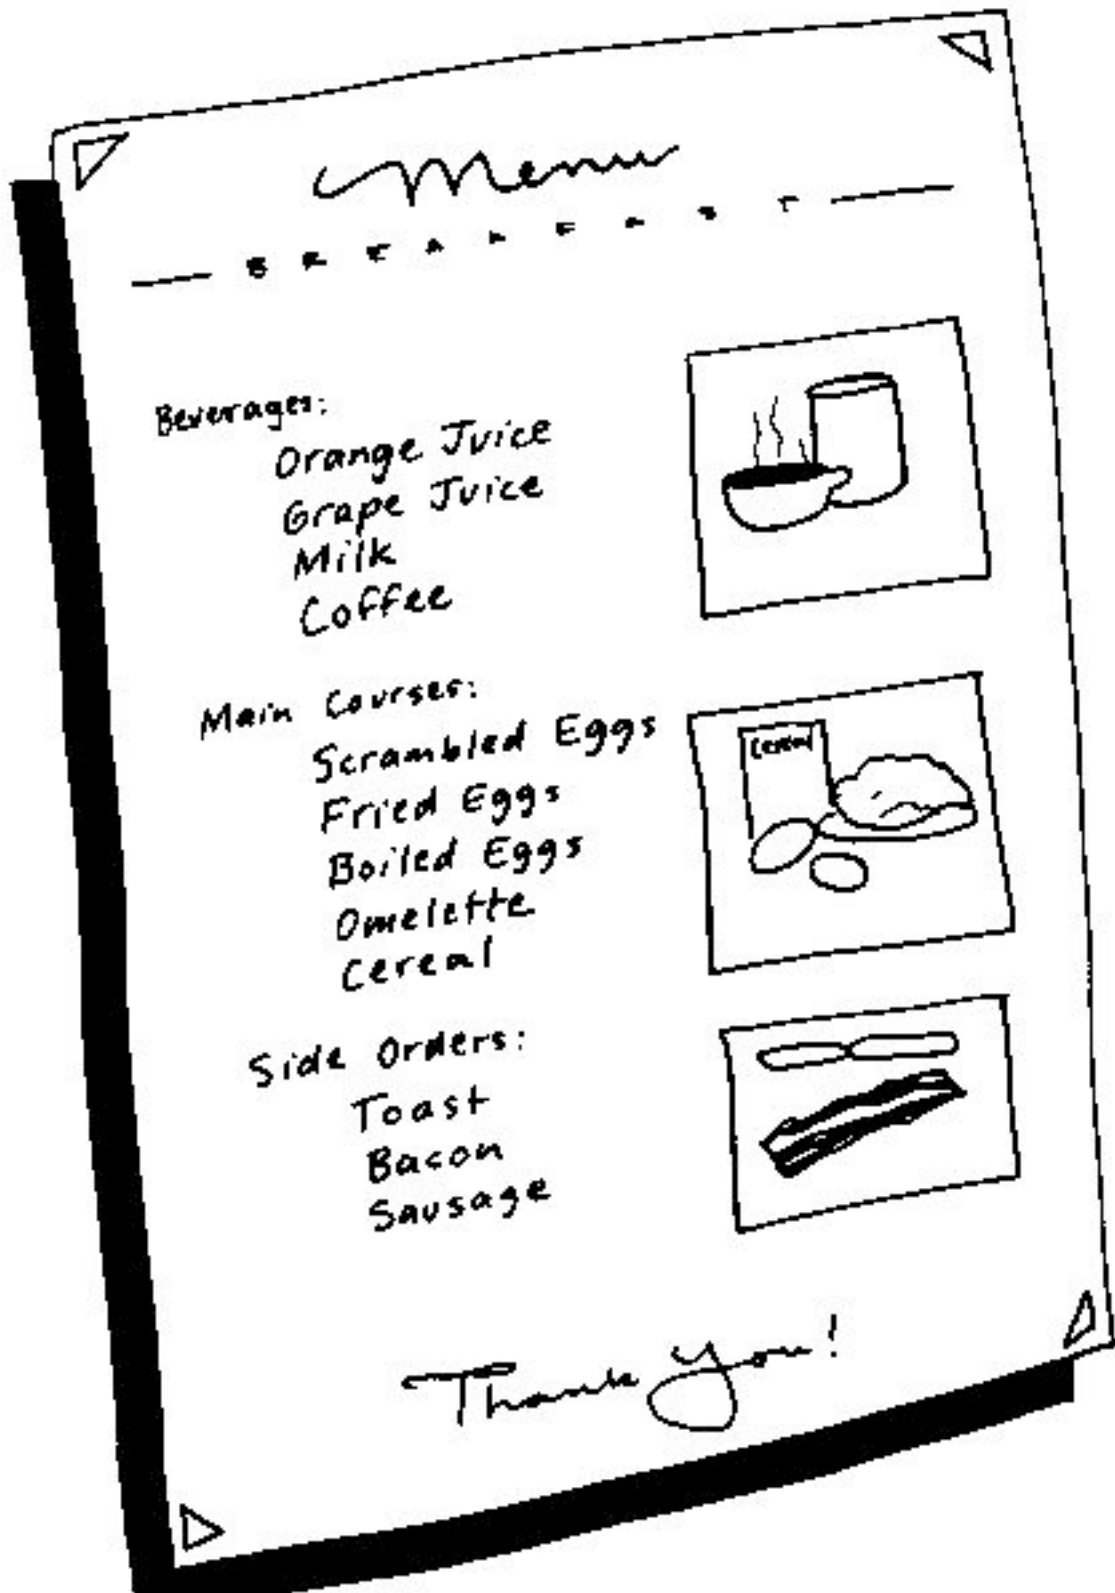 Menu
BREAKFAST
Beverages:
Orange Juice
Grape Juice
Milk
Coffee
Main Courses:
Scrambled Eggs
Fried Eggs
Boiled Eggs
Omelette
Cereal
Cereal
Side Orders:
Toast
Bacon
Sausage
Thank you!